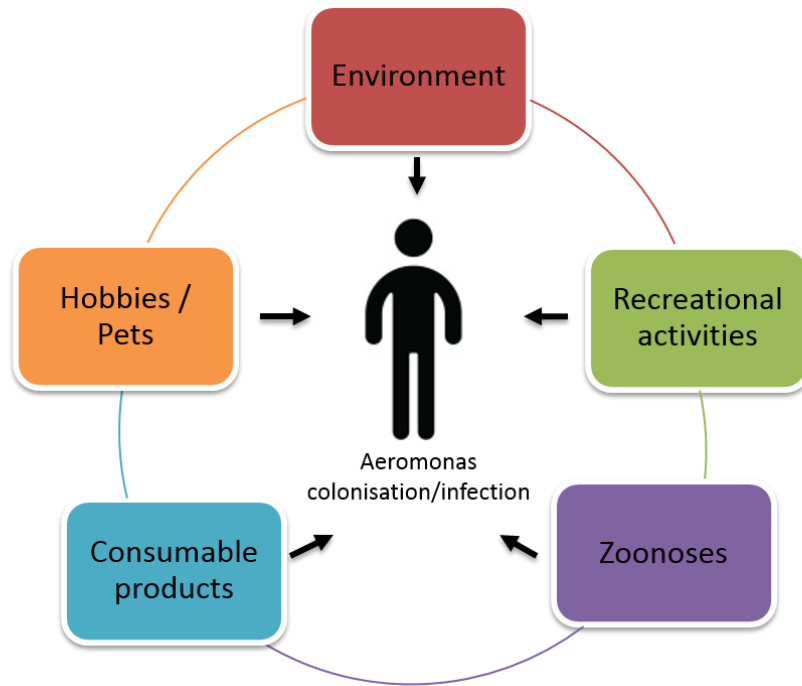 Environment
Hobbies /
Pets
Recreational
activities
Aeromonas
colonisation/infection
Consumable
products
Zoonoses